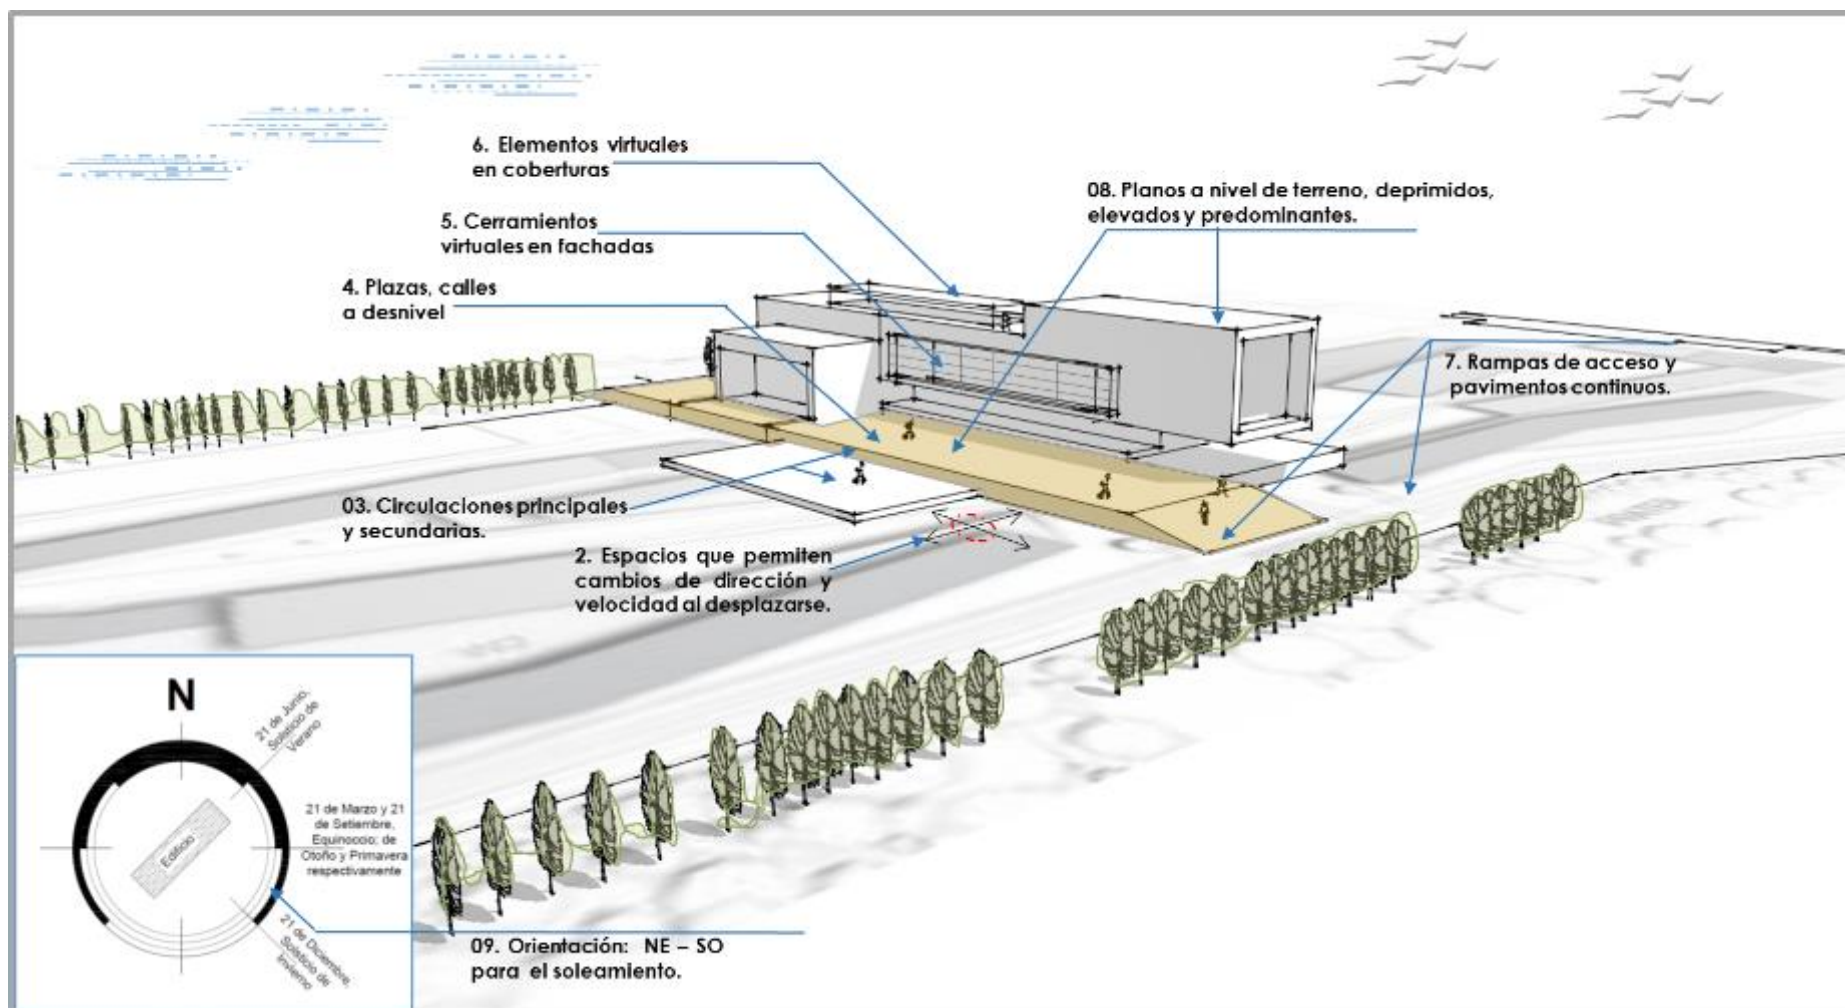 6. Elementos virtuales
en coberturas
5. Cerramientos
virtuales en fachadas
4. Plazas, calles
a desnivel
08. Planos a nivel de terreno, deprimidos,
elevados y predominantes.
7. Rampas de acceso y
pavimentos continuos.
03. Circulaciones principales
y secundarias.
2. Espacios que permiten
cambios de dirección y
velocidad al desplazarse.
N
21 de Junio,
Solsticio de
Verano
21 de Marzo y 21
de Setiembre,
Equinoccio; de
Otoño y Primavera
respectivamente
Edificio
21 de Diciembre,
Solsticio de
Invierno
09. Orientación: NE – SO
para el soleamiento.